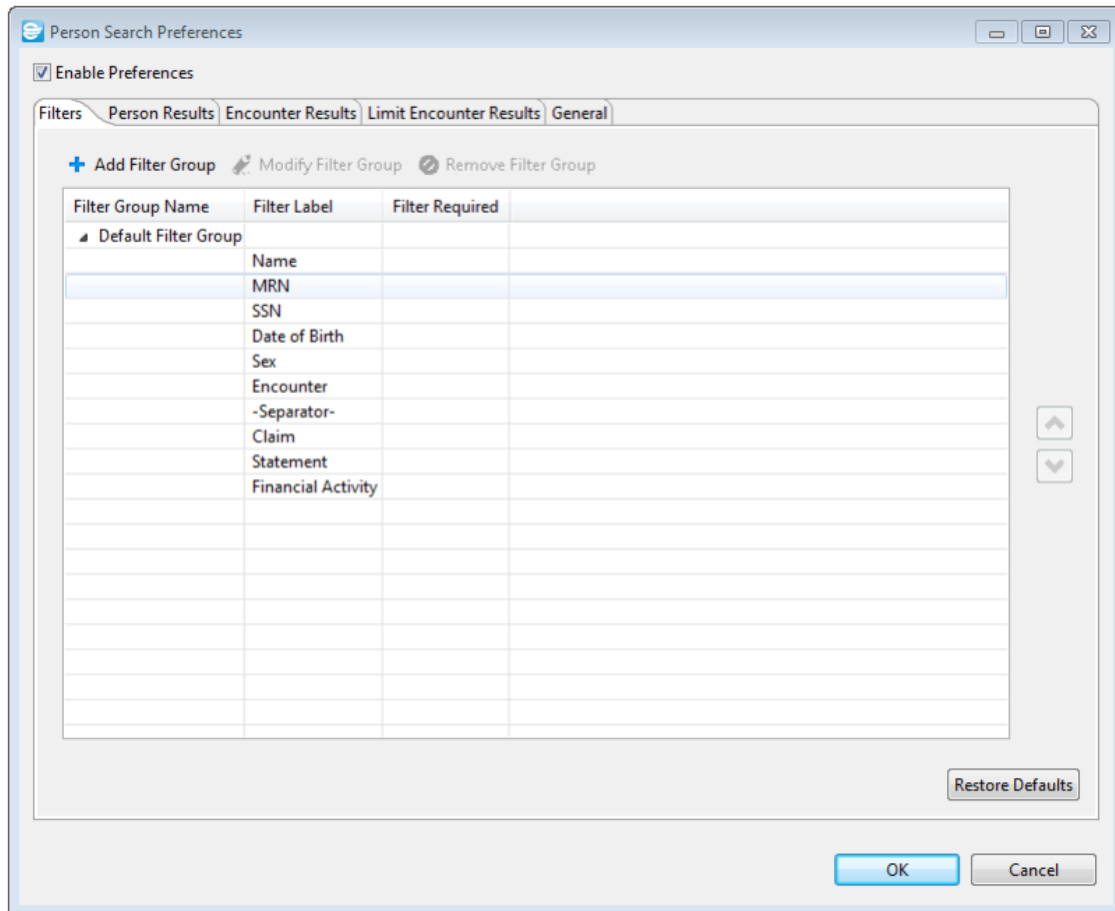 Person Search Preferences
Enable Preferences
Filters Person Results Encounter Results Limit Encounter Results General
Add Filter Group Modify Filter Group Remove Filter Group
Filter Group Name Filter Label Filter Required
Default Filter Group
Name
MRN
SSN
Date of Birth
Sex
Encounter
-Separator-
Claim
Statement
Financial Activity
Restore Defaults
OK Cancel